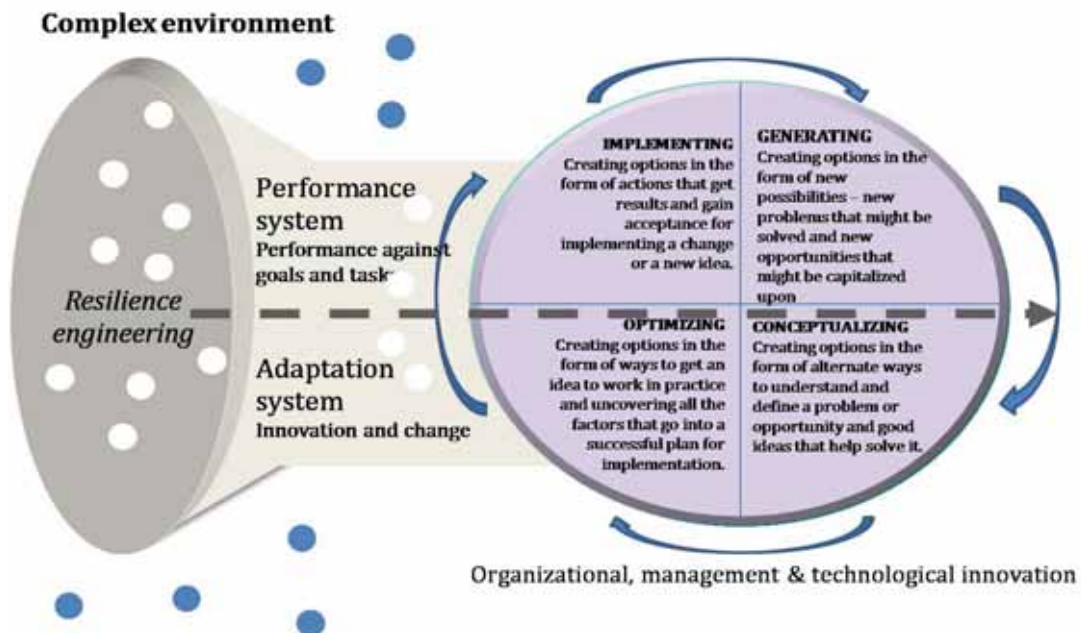 Complex environment
Resilience
engineering
Performance
system
Performance against
goals and task
Adaptation
system
Innovation and change
IMPLEMENTING
Creating options in the
form of actions that get
results and gain
acceptance for
implementing a change
or a new idea.
GENERATING
Creating options in the
form of new
possibilities – new
problems that might be
solved and new
opportunities that
might be capitalized
upon
OPTIMIZING
Creating options in the
form of ways to get an
idea to work in practice
and uncovering all the
factors that go into a
successful plan for
implementation.
CONCEPTUALIZING
Creating options in the
form of alternate ways
to understand and
define a problem or
opportunity and good
ideas that help solve it.
Organizational, management & technological innovation